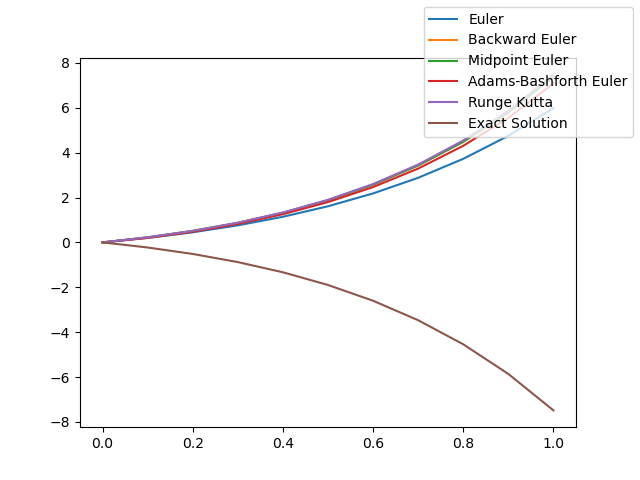 Euler
Backward Euler
Midpoint Euler
Adams-Bashforth Euler
Runge Kutta
Exact Solution
8
6
4
2
0
−2
−4
−6
−8
0.0 0.2 0.4 0.6 0.8 1.0